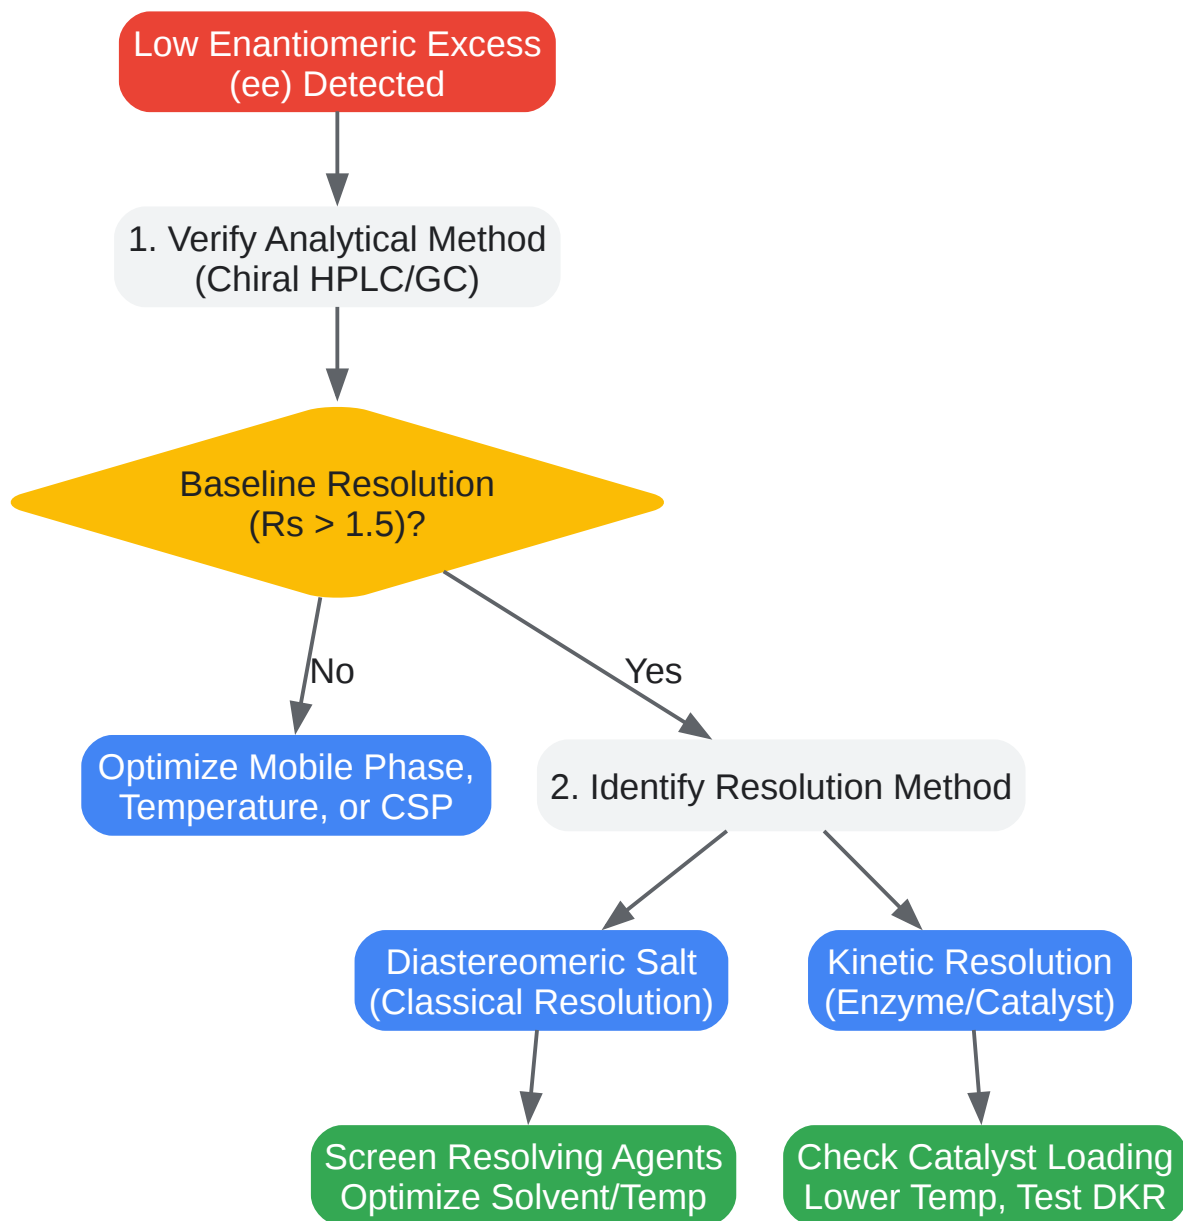 Low Enantiomeric Excess
(ee) Detected
1. Verify Analytical Method
(Chiral HPLC/GC)
Baseline Resolution
(Rs > 1.5)?
No
Yes
Optimize Mobile Phase,
Temperature, or CSP
2. Identify Resolution Method
Diastereomeric Salt
(Classical Resolution)
Kinetic Resolution
(Enzyme/Catalyst)
Screen Resolving Agents
Optimize Solvent/Temp
Check Catalyst Loading
Lower Temp, Test DKR